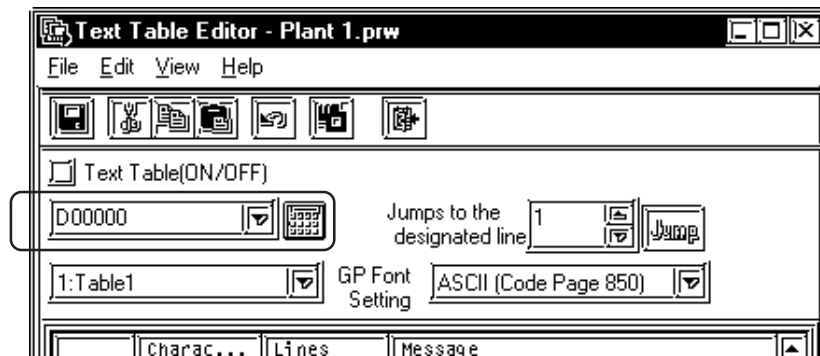 Text Table Editor - Plant 1.prw
File Edit View Help
Text Table(ON/OFF)
D00000
Jumps to the designated line
1
Jump
1:Table1
GP Font Setting
ASCII (Code Page 850)
Charac... Lines Message